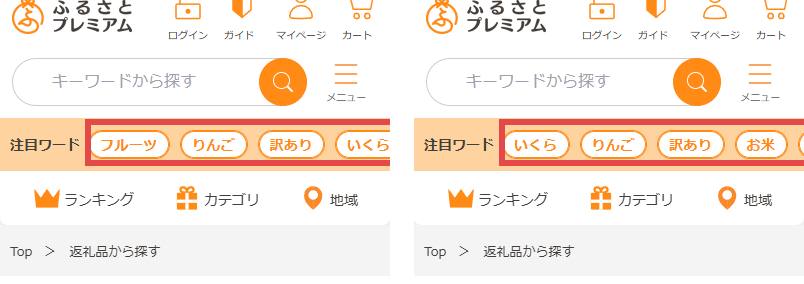 ふるさと
プレミアム
ログイン ガイド マイページ カート
キーワードから探す
メニュー
注目ワード フルーツ りんご 訳あり いくら
ランキング カテゴリ 地域
Top > 返礼品から探す
ふるさと
プレミアム
ログイン ガイド マイページ カート
キーワードから探す
メニュー
注目ワード いくら りんご 訳あり お米
ランキング カテゴリ 地域
Top > 返礼品から探す